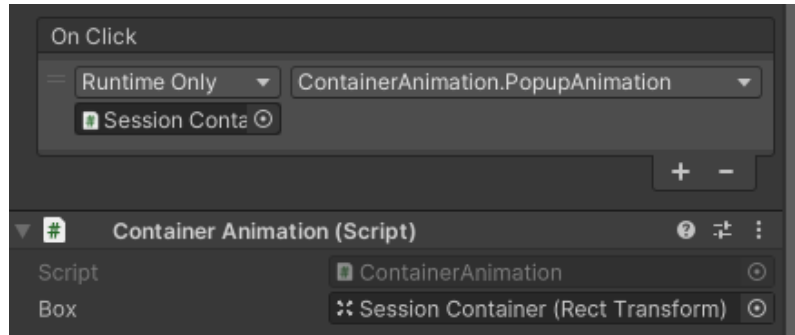 On Click
Runtime Only ContainerAnimation.PopupAnimation
# Session Conta
+ -
# Container Animation (Script)
Script # ContainerAnimation
Box Session Container (Rect Transform)